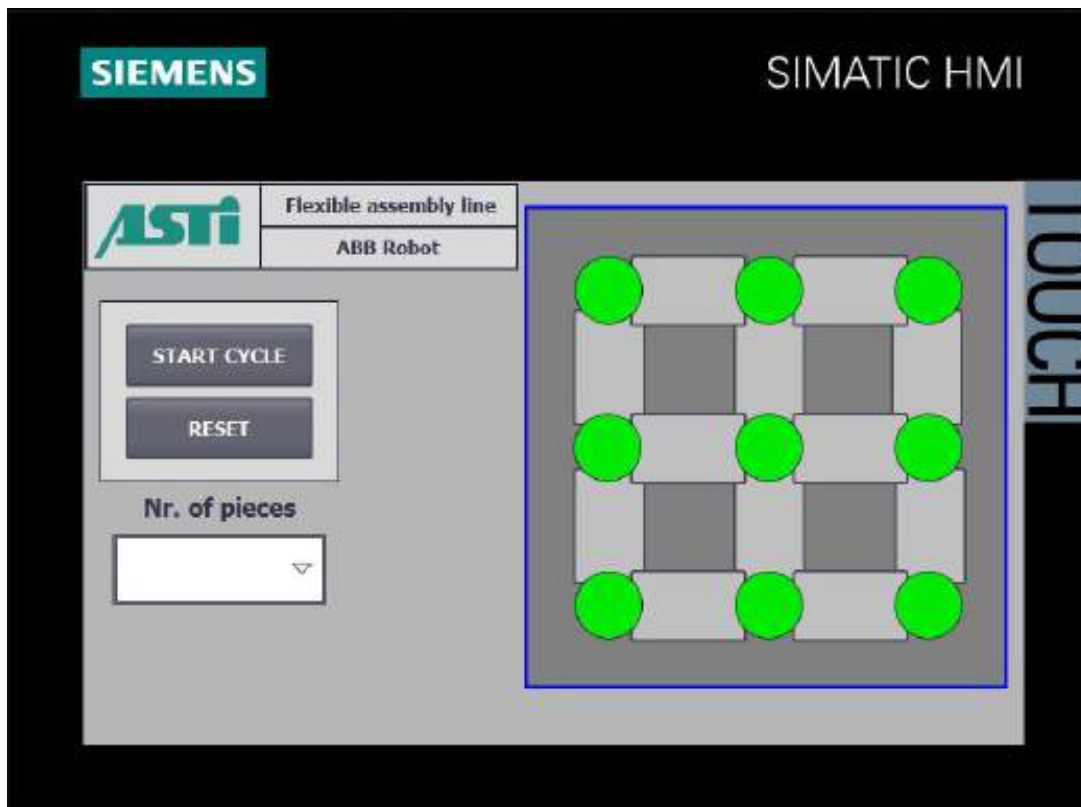 SIEMENS
SIMATIC HMI
TOUCH
ASTi
Flexible assembly line
ABB Robot
START CYCLE
RESET
Nr. of pieces